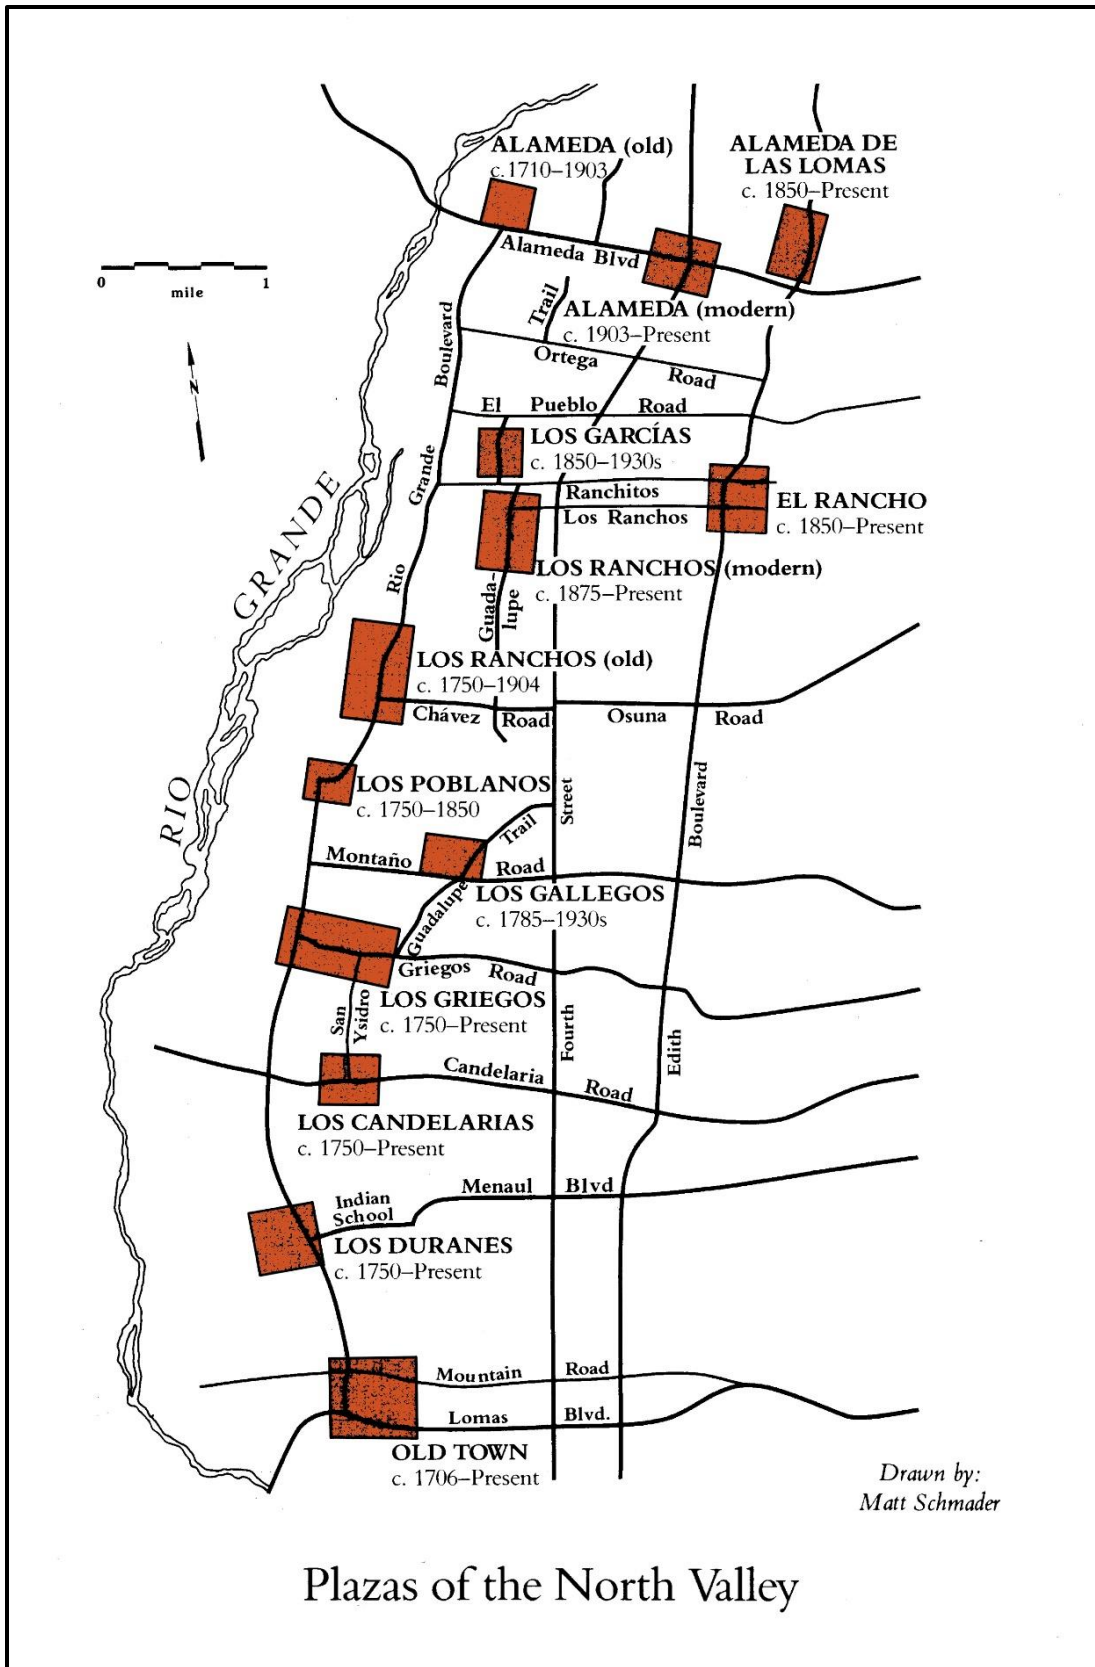 ALAMEDA (old)
c. 1710–1903
ALAMEDA DE
LAS LOMAS
c. 1850–Present
Alameda Blvd
0 1
mile
Trail
ALAMEDA (modern)
c. 1903–Present
Boulevard
Ortega Road
N
El Pueblo Road
LOS GARCÍAS
c. 1850–1930s
Grande
Ranchitos
EL RANCHO
c. 1850–Present
Los Ranchos
RIO GRANDE
Rio
LOS RANCHOS (modern)
c. 1875–Present
Guada-
lupe
LOS RANCHOS (old)
c. 1750–1904
Chávez Road Osuna Road
LOS POBLANOS
c. 1750–1850
Street
Boulevard
Trail
Montaño Road
LOS GALLEGOS
c. 1785–1930s
Guadalupe
Griegos Road
LOS GRIEGOS
c. 1750–Present
San
Ysidro
Fourth
Edith
Candelaria Road
LOS CANDELARIAS
c. 1750–Present
Indian
School
Menaul Blvd
LOS DURANES
c. 1750–Present
Mountain Road
Lomas Blvd.
OLD TOWN
c. 1706–Present
Drawn by:
Matt Schmader
Plazas of the North Valley